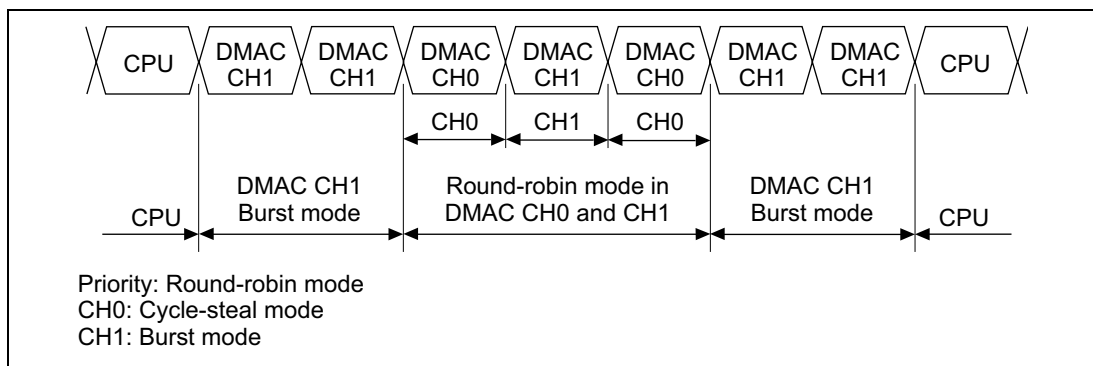 CPU DMAC CH1 DMAC CH1 DMAC CH0 DMAC CH1 DMAC CH0 DMAC CH1 DMAC CH1 CPU
CH0 CH1 CH0
DMAC CH1
Burst mode
Round-robin mode in
DMAC CH0 and CH1
DMAC CH1
Burst mode
CPU CPU
Priority: Round-robin mode
CH0: Cycle-steal mode
CH1: Burst mode